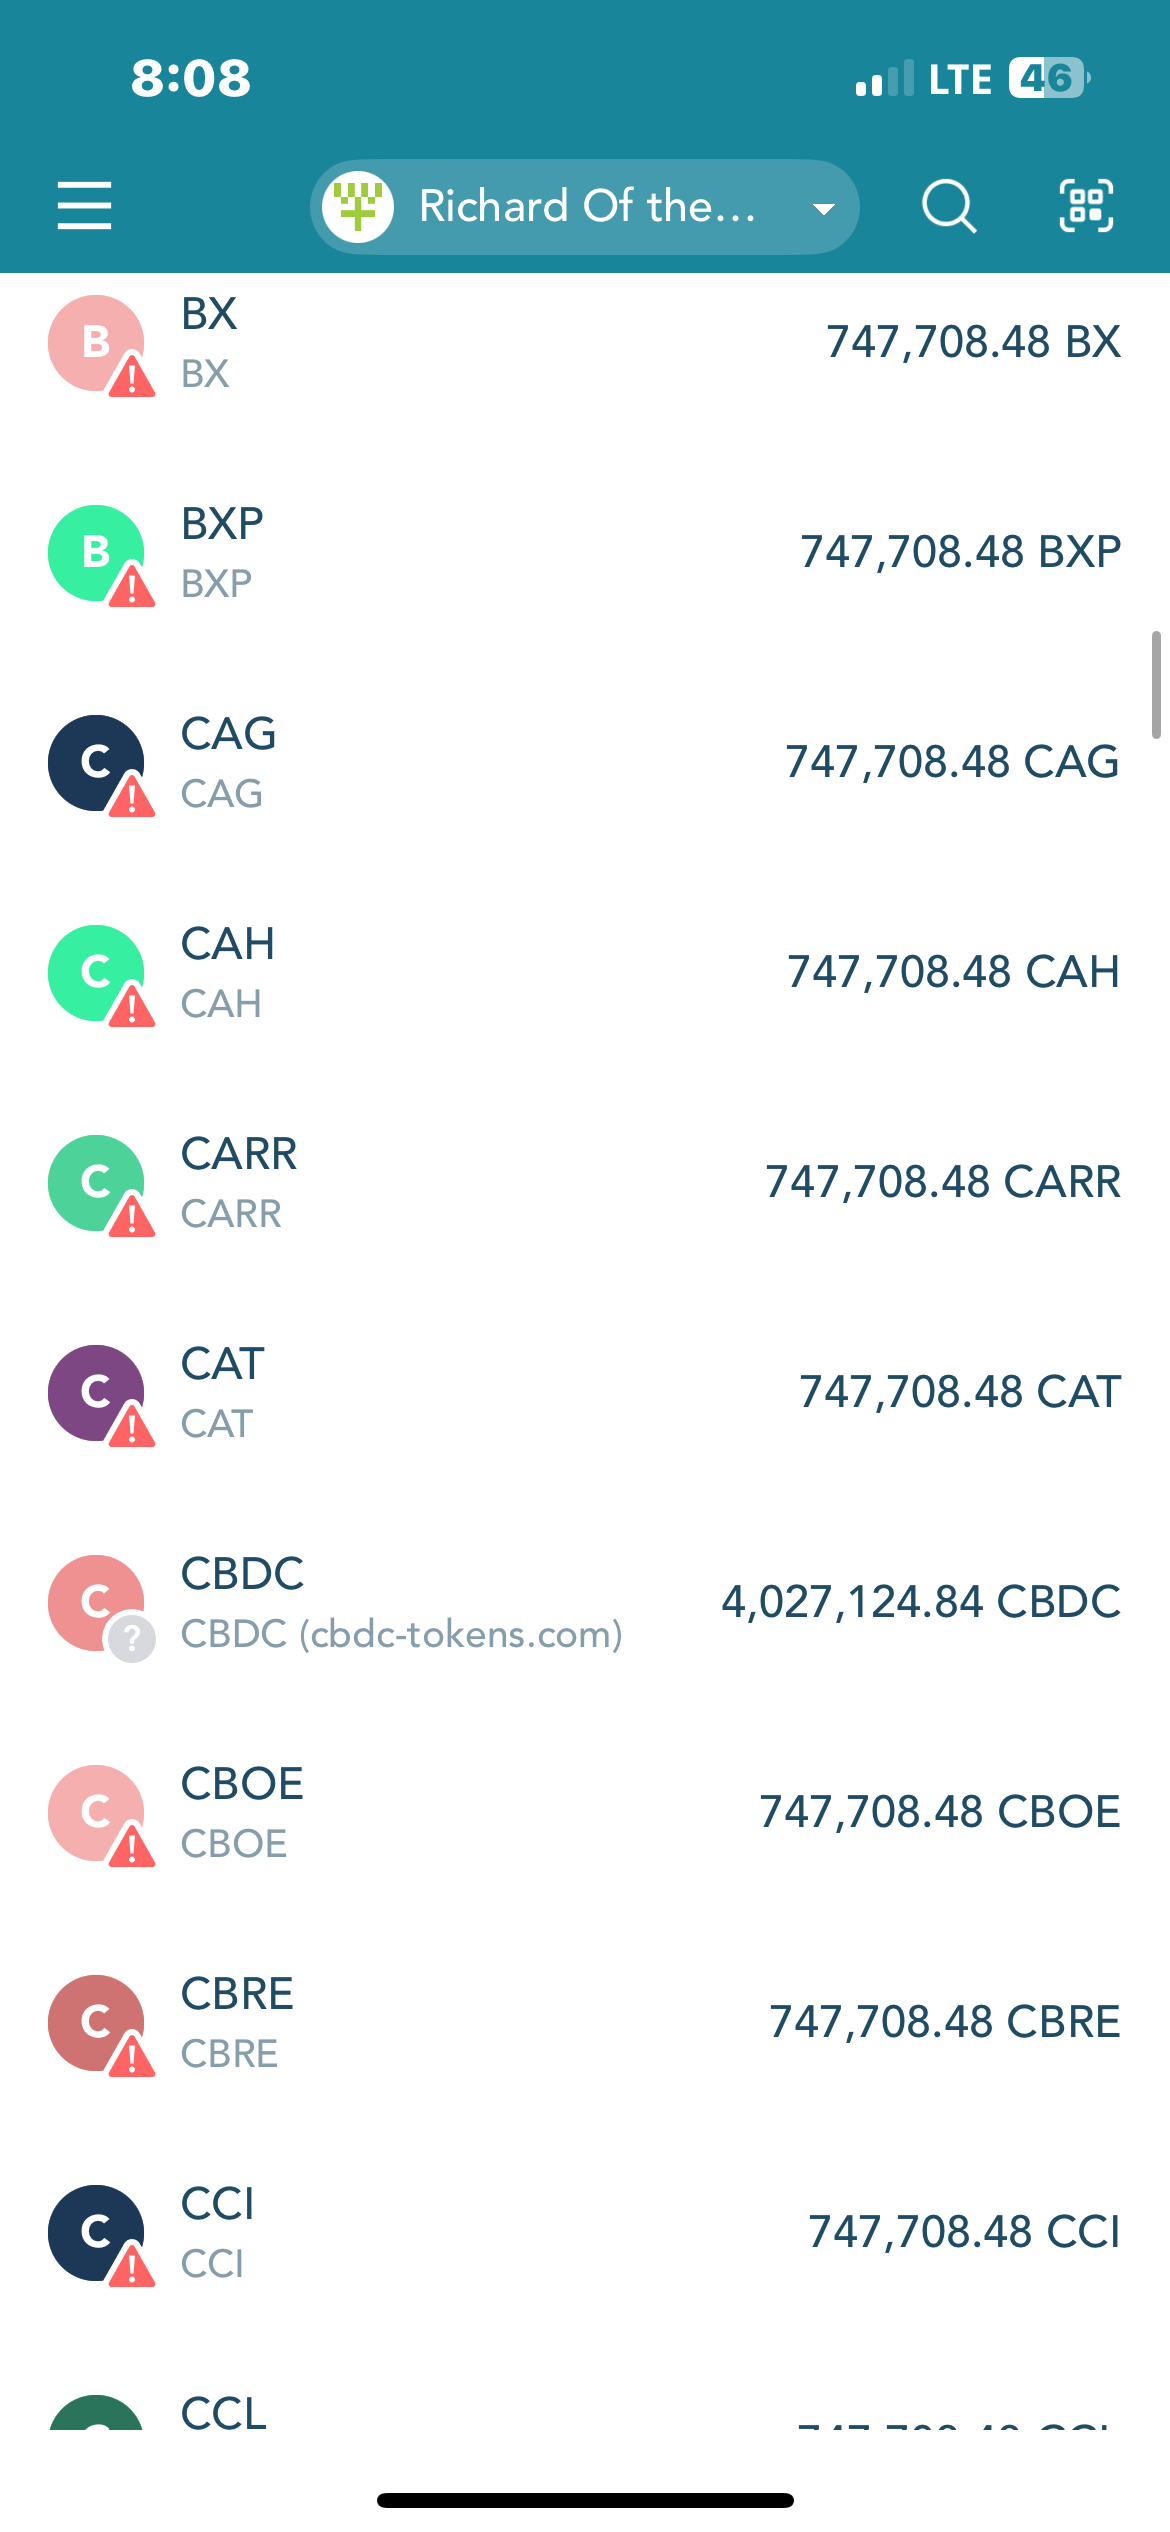 8:08
LTE 46
Richard Of the...
B
BX
BX
747,708.48 BX
B
BXP
BXP
747,708.48 BXP
C
CAG
CAG
747,708.48 CAG
C
CAH
CAH
747,708.48 CAH
C
CARR
CARR
747,708.48 CARR
C
CAT
CAT
747,708.48 CAT
C
?
CBDC
CBDC (cbdc-tokens.com)
4,027,124.84 CBDC
C
CBOE
CBOE
747,708.48 CBOE
C
CBRE
CBRE
747,708.48 CBRE
C
CCI
CCI
747,708.48 CCI
CCL